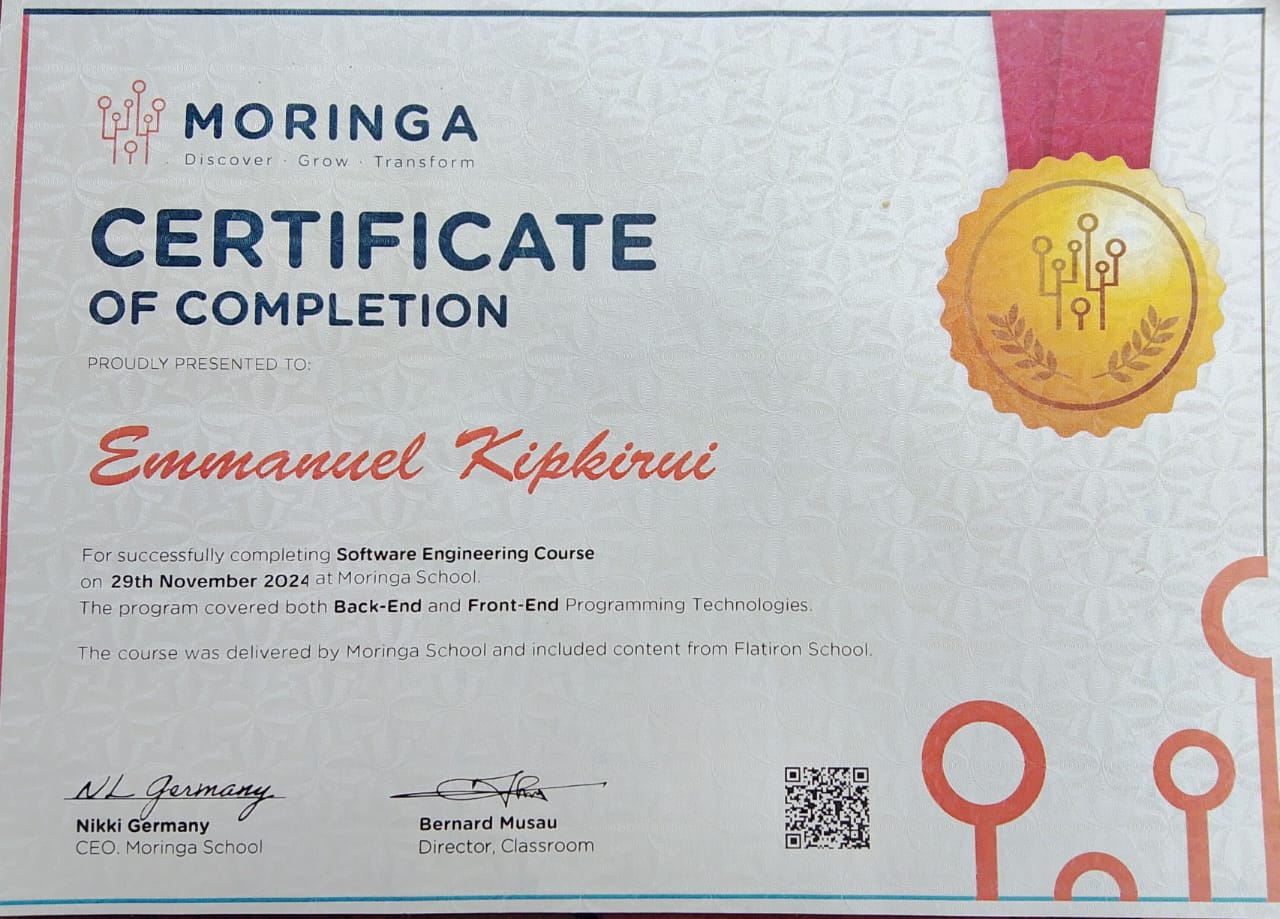 MORINGA
Discover · Grow · Transform
CERTIFICATE
OF COMPLETION
PROUDLY PRESENTED TO:
Emmanuel Kipkirui
For successfully completing Software Engineering Course
on 29th November 2024 at Moringa School.
The program covered both Back-End and Front-End Programming Technologies.
The course was delivered by Moringa School and included content from Flatiron School.
NL Germany
Nikki Germany
CEO. Moringa School
Bernard Musau
Director, Classroom